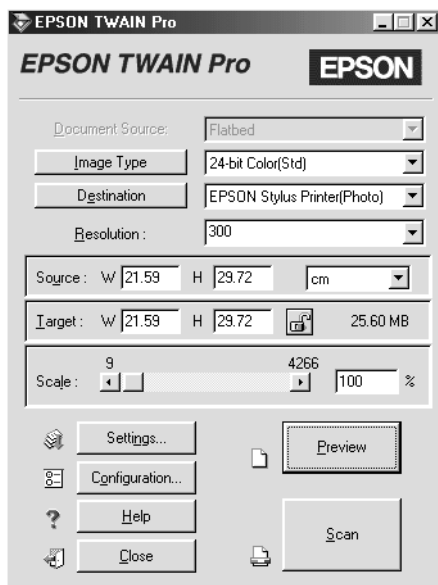 EPSON TWAIN Pro
EPSON TWAIN Pro EPSON
Document Source: Flatbed
Image Type 24-bit Color(Std)
Destination EPSON Stylus Printer(Photo)
Resolution : 300
Source : W 21.59 H 29.72 cm
Target : W 21.59 H 29.72 25.60 MB
9 4266
Scale : 100 %
Settings...
Preview
Configuration...
Help
Scan
Close